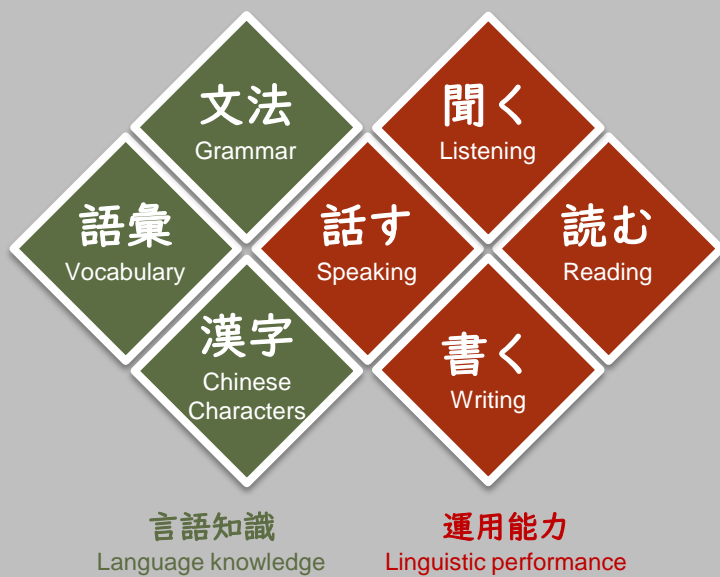 文法
Grammar
聞く
Listening
語彙
Vocabulary
話す
Speaking
読む
Reading
漢字
Chinese
Characters
書く
Writing
言語知識
Language knowledge
運用能力
Linguistic performance